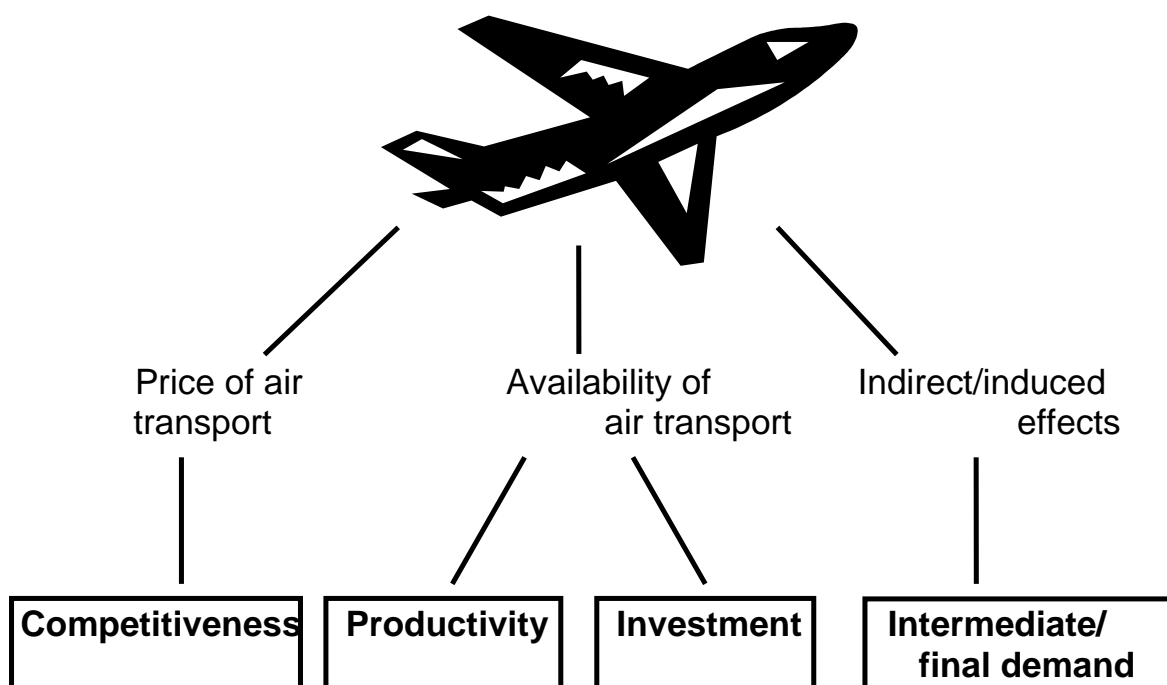 Price of air
transport
Availability of
air transport
Indirect/induced
effects
Competitiveness
Productivity
Investment
Intermediate/
final demand